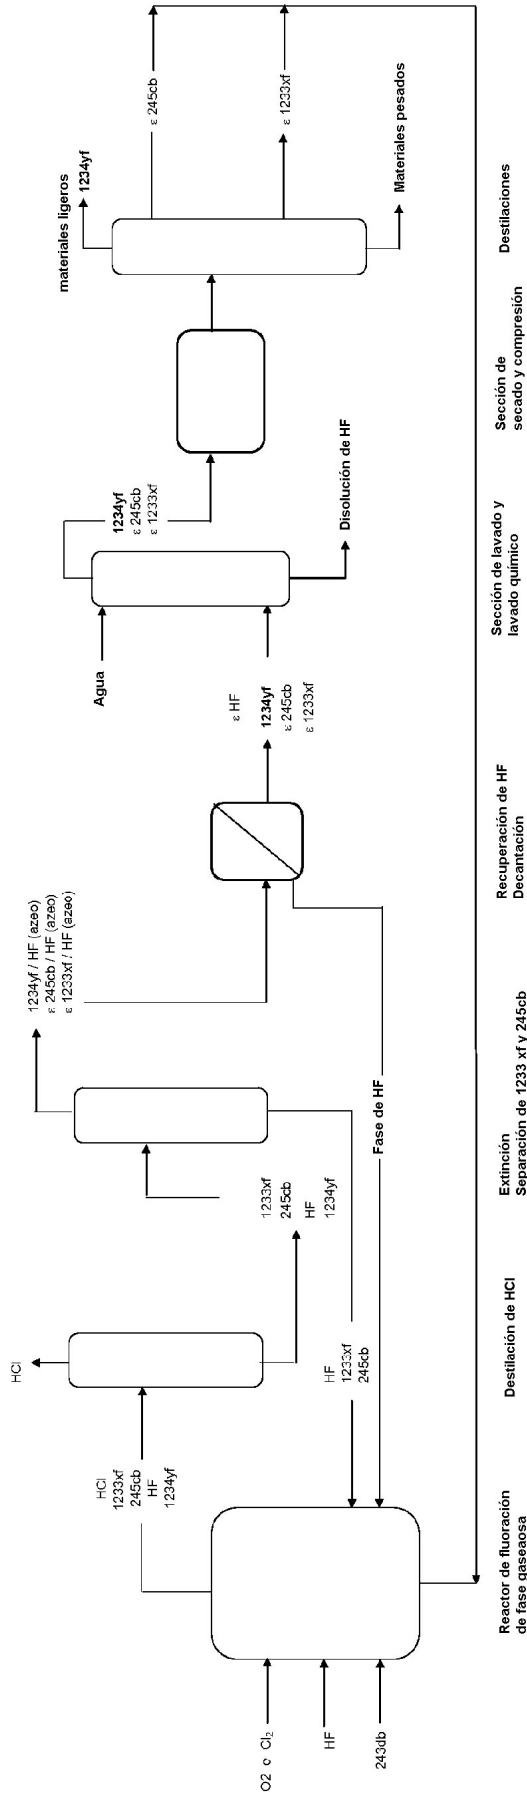 O2 o Cl2
HF
243db
HCl
1233xf
245cb
HF
1234yf
HCl
1233xf
245cb
HF
1234yf
HF
1233xf
245cb
1234yf / HF (azeo)
ε 245cb / HF (azeo)
ε 1233xf / HF (azeo)
Fase de HF
ε HF
1234yf
ε 245cb
ε 1233xf
Agua
1234yf
ε 245cb
ε 1233xf
Disolución de HF
materiales ligeros
1234yf
ε 245cb
ε 1233xf
Materiales pesados
Reactor de fluoración
de fase gaseaosa
Destilación de HCl
Extinción
Separación de 1233 xf y 245cb
Recuperación de HF
Decantación
Sección de lavado y
lavado químico
Sección de
secado y compresión
Destilaciones